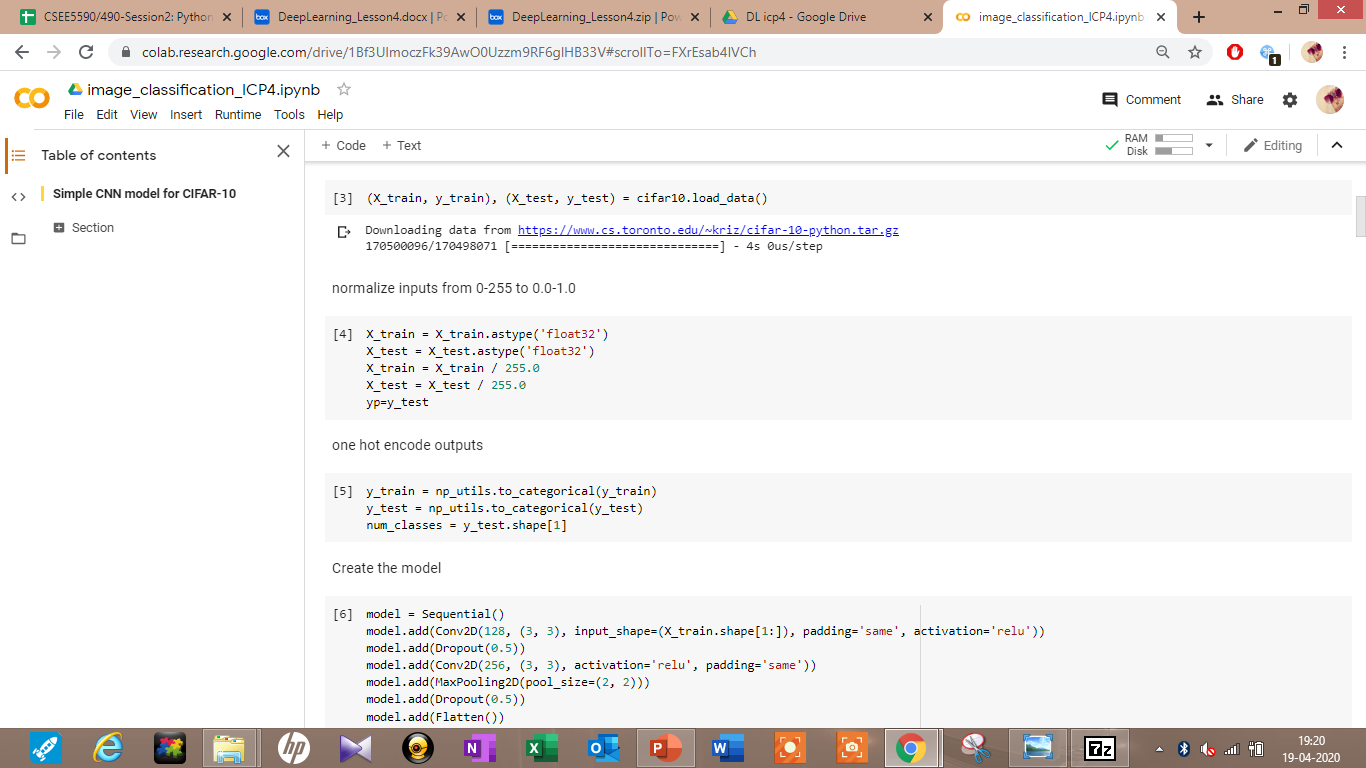 CSEE5590/490-Session2: Python
DeepLearning_Lesson4.docx | Po
DeepLearning_Lesson4.zip | Pow
DL icp4 - Google Drive
image_classification_ICP4.ipynb
colab.research.google.com/drive/1Bf3UlmoczFk39AwO0Uzzm9RF6glHB33V#scrollTo=FXrEsab4IVCh
1
image_classification_ICP4.ipynb
File Edit View Insert Runtime Tools Help
Comment Share
Table of contents
+ Code + Text
RAM
Disk
Editing
Simple CNN model for CIFAR-10
Section
[3] (X_train, y_train), (X_test, y_test) = cifar10.load_data()
Downloading data from https://www.cs.toronto.edu/~kriz/cifar-10-python.tar.gz
170500096/170498071 [==============================] - 4s 0us/step
normalize inputs from 0-255 to 0.0-1.0
[4] X_train = X_train.astype('float32')
X_test = X_test.astype('float32')
X_train = X_train / 255.0
X_test = X_test / 255.0
yp=y_test
one hot encode outputs
[5] y_train = np_utils.to_categorical(y_train)
y_test = np_utils.to_categorical(y_test)
num_classes = y_test.shape[1]
Create the model
[6] model = Sequential()
model.add(Conv2D(128, (3, 3), input_shape=(X_train.shape[1:]), padding='same', activation='relu'))
model.add(Dropout(0.5))
model.add(Conv2D(256, (3, 3), activation='relu', padding='same'))
model.add(MaxPooling2D(pool_size=(2, 2)))
model.add(Dropout(0.5))
model.add(Flatten())
19:20
19-04-2020